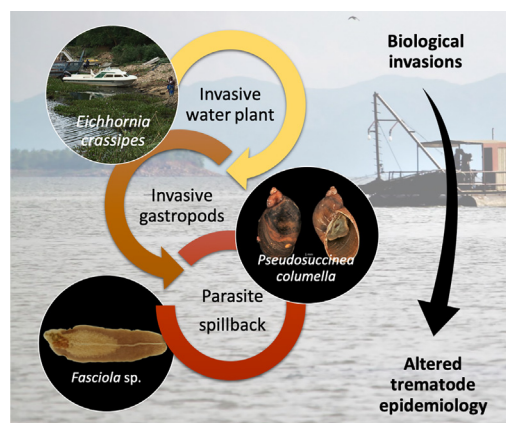 Biological
invasions
Invasive
water plant
Eichhornia
crassipes
Invasive
gastropods
Pseudosuccinea
columella
Parasite
spillback
Fasciola sp.
Altered
trematode
epidemiology